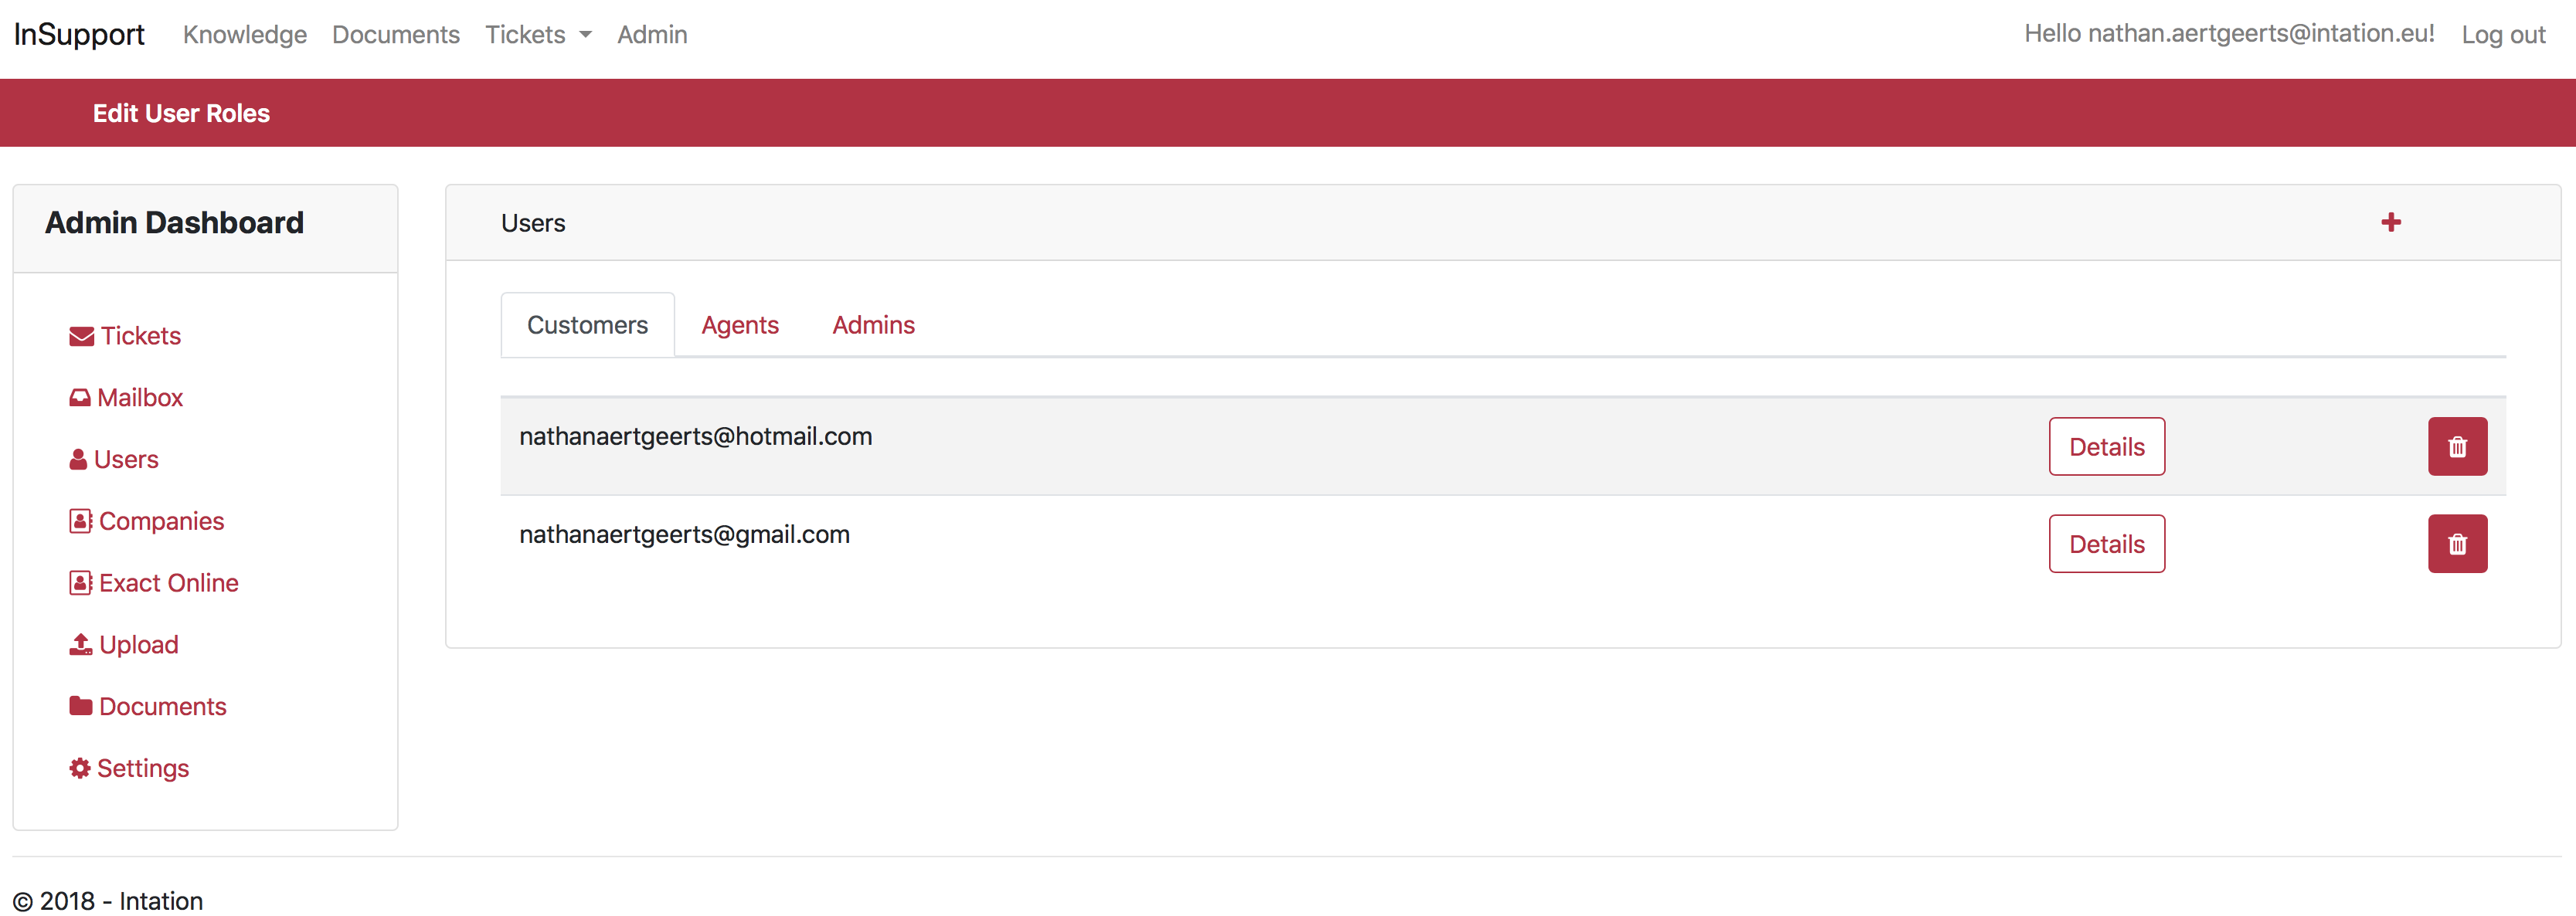 InSupport Knowledge Documents Tickets Admin Hello nathan.aertgeerts@intation.eu! Log out
Edit User Roles
Admin Dashboard
Tickets
Mailbox
Users
Companies
Exact Online
Upload
Documents
Settings
Users
Customers Agents Admins
nathanaertgeerts@hotmail.com Details
nathanaertgeerts@gmail.com Details
© 2018 - Intation